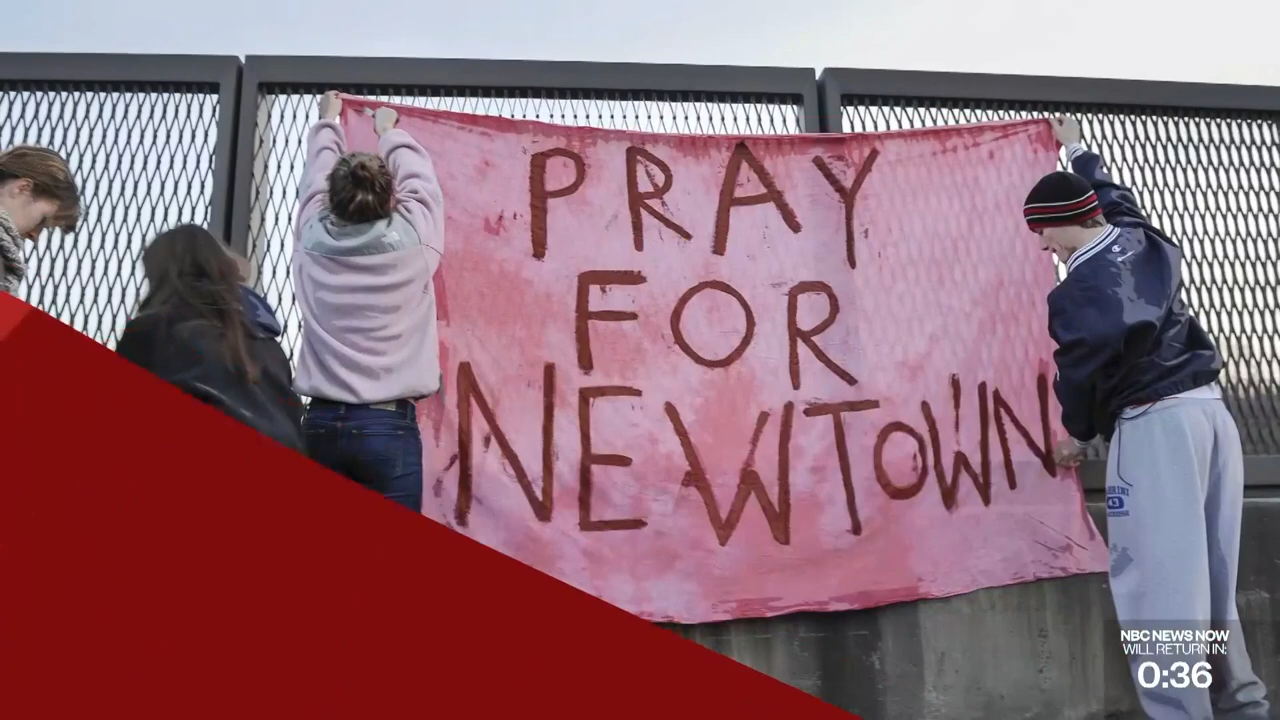 PRAY
FOR
NEWTOWN
NBC NEWS NOW
WILL RETURN IN:
0:36